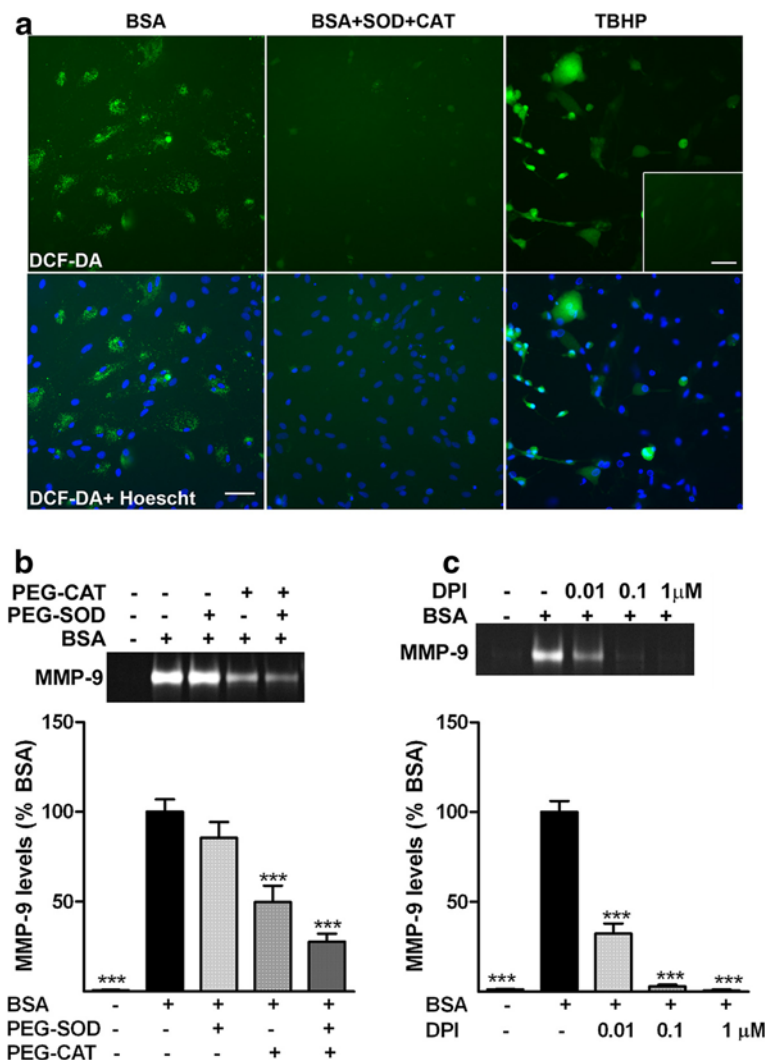 a
BSA BSA+SOD+CAT TBHP
DCF-DA
DCF-DA+ Hoescht
b
PEG-CAT - - - + +
PEG-SOD - - + - +
BSA - + + + +
MMP-9
MMP-9 levels (% BSA)
150
100
50
***
***
***
BSA - + + + +
PEG-SOD - - + - +
PEG-CAT - - - + +
c
DPI - - 0.01 0.1 1µM
BSA - + + + +
MMP-9
MMP-9 levels (% BSA)
150
100
50
***
***
***
***
BSA - + + + +
DPI - - 0.01 0.1 1 µM